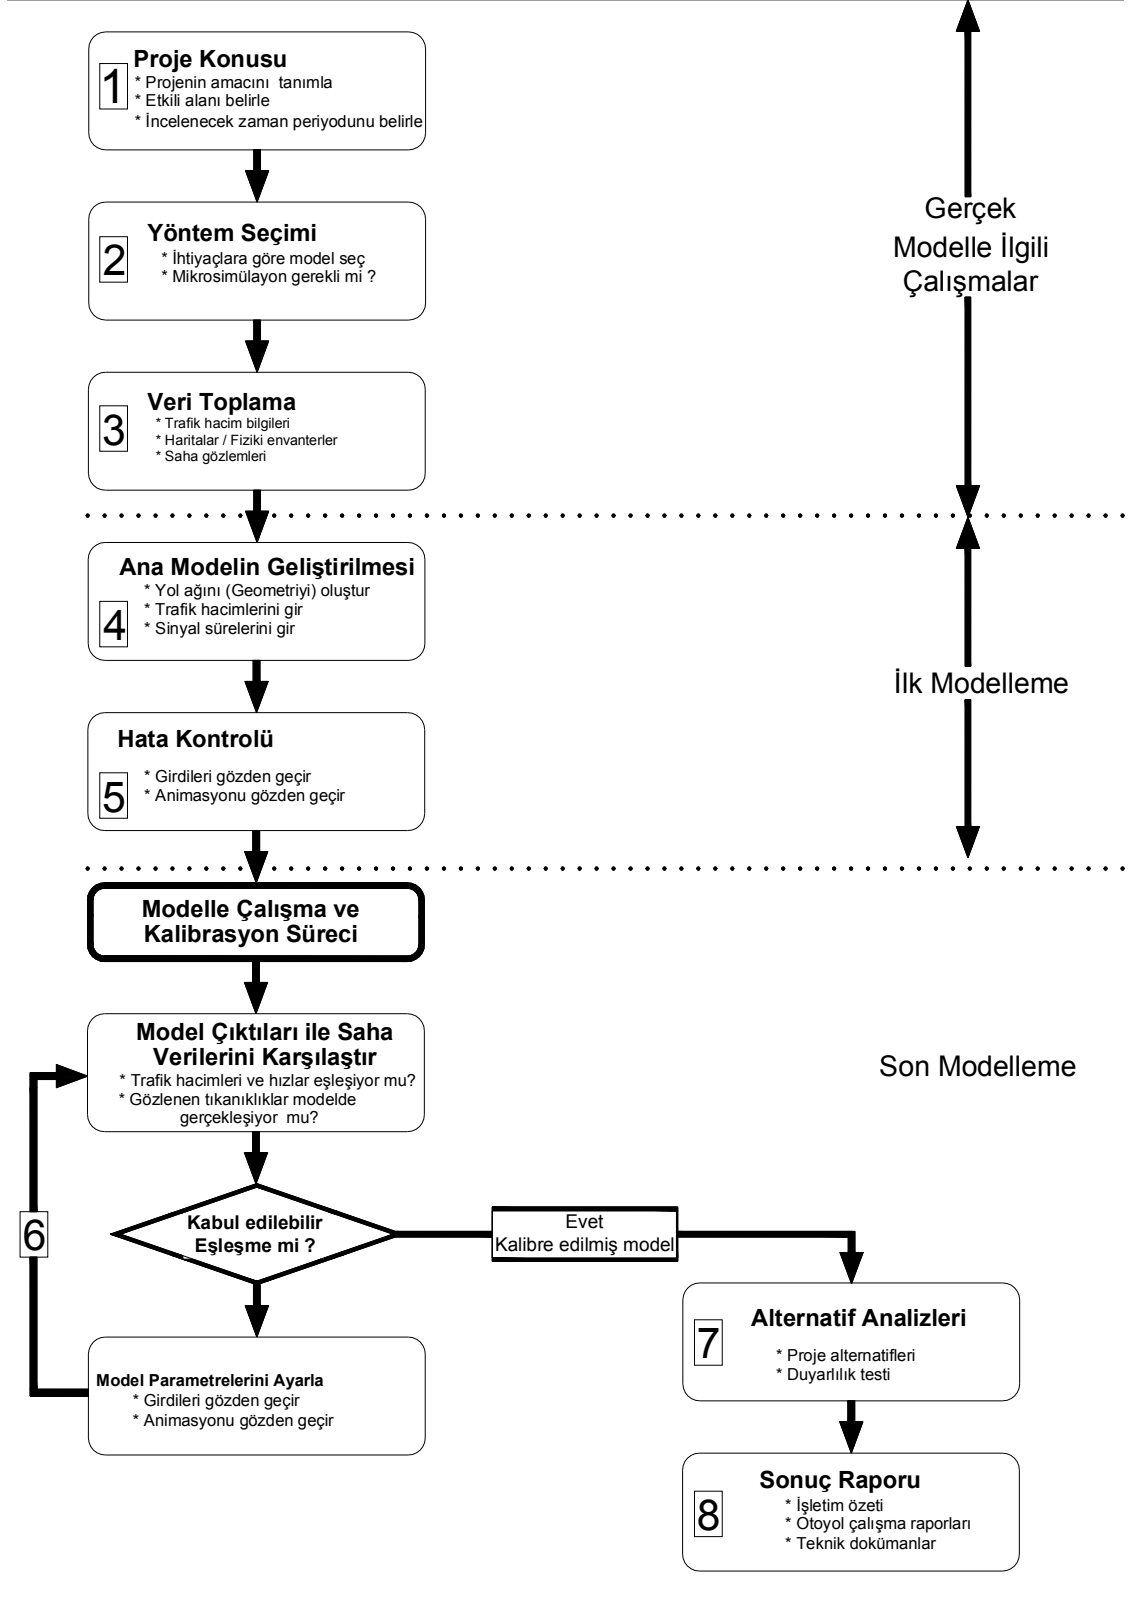 1
Proje Konusu
* Projenin amacını tanımla
* Etkili alanı belirle
* İncelenecek zaman periyodunu belirle
Gerçek
Modelle İlgili
Çalışmalar
2
Yöntem Seçimi
* İhtiyaçlara göre model seç
* Mikrosimülayon gerekli mi ?
3
Veri Toplama
* Trafik hacim bilgileri
* Haritalar / Fiziki envanterler
* Saha gözlemleri
4
Ana Modelin Geliştirilmesi
* Yol ağını (Geometriyi) oluştur
* Trafik hacimlerini gir
* Sinyal sürelerini gir
İlk Modelleme
5
Hata Kontrolü
* Girdileri gözden geçir
* Animasyonu gözden geçir
Modelle Çalışma ve
Kalibrasyon Süreci
Model Çıktıları ile Saha
Verilerini Karşılaştır
* Trafik hacimleri ve hızlar eşleşiyor mu?
* Gözlenen tıkanıklıklar modelde
gerçekleşiyor mu?
Son Modelleme
6
Kabul edilebilir
Eşleşme mi ?
Evet
Kalibre edilmiş model
Model Parametrelerini Ayarla
* Girdileri gözden geçir
* Animasyonu gözden geçir
7
Alternatif Analizleri
* Proje alternatifleri
* Duyarlılık testi
8
Sonuç Raporu
* İşletim özeti
* Otoyol çalışma raporları
* Teknik dokümanlar